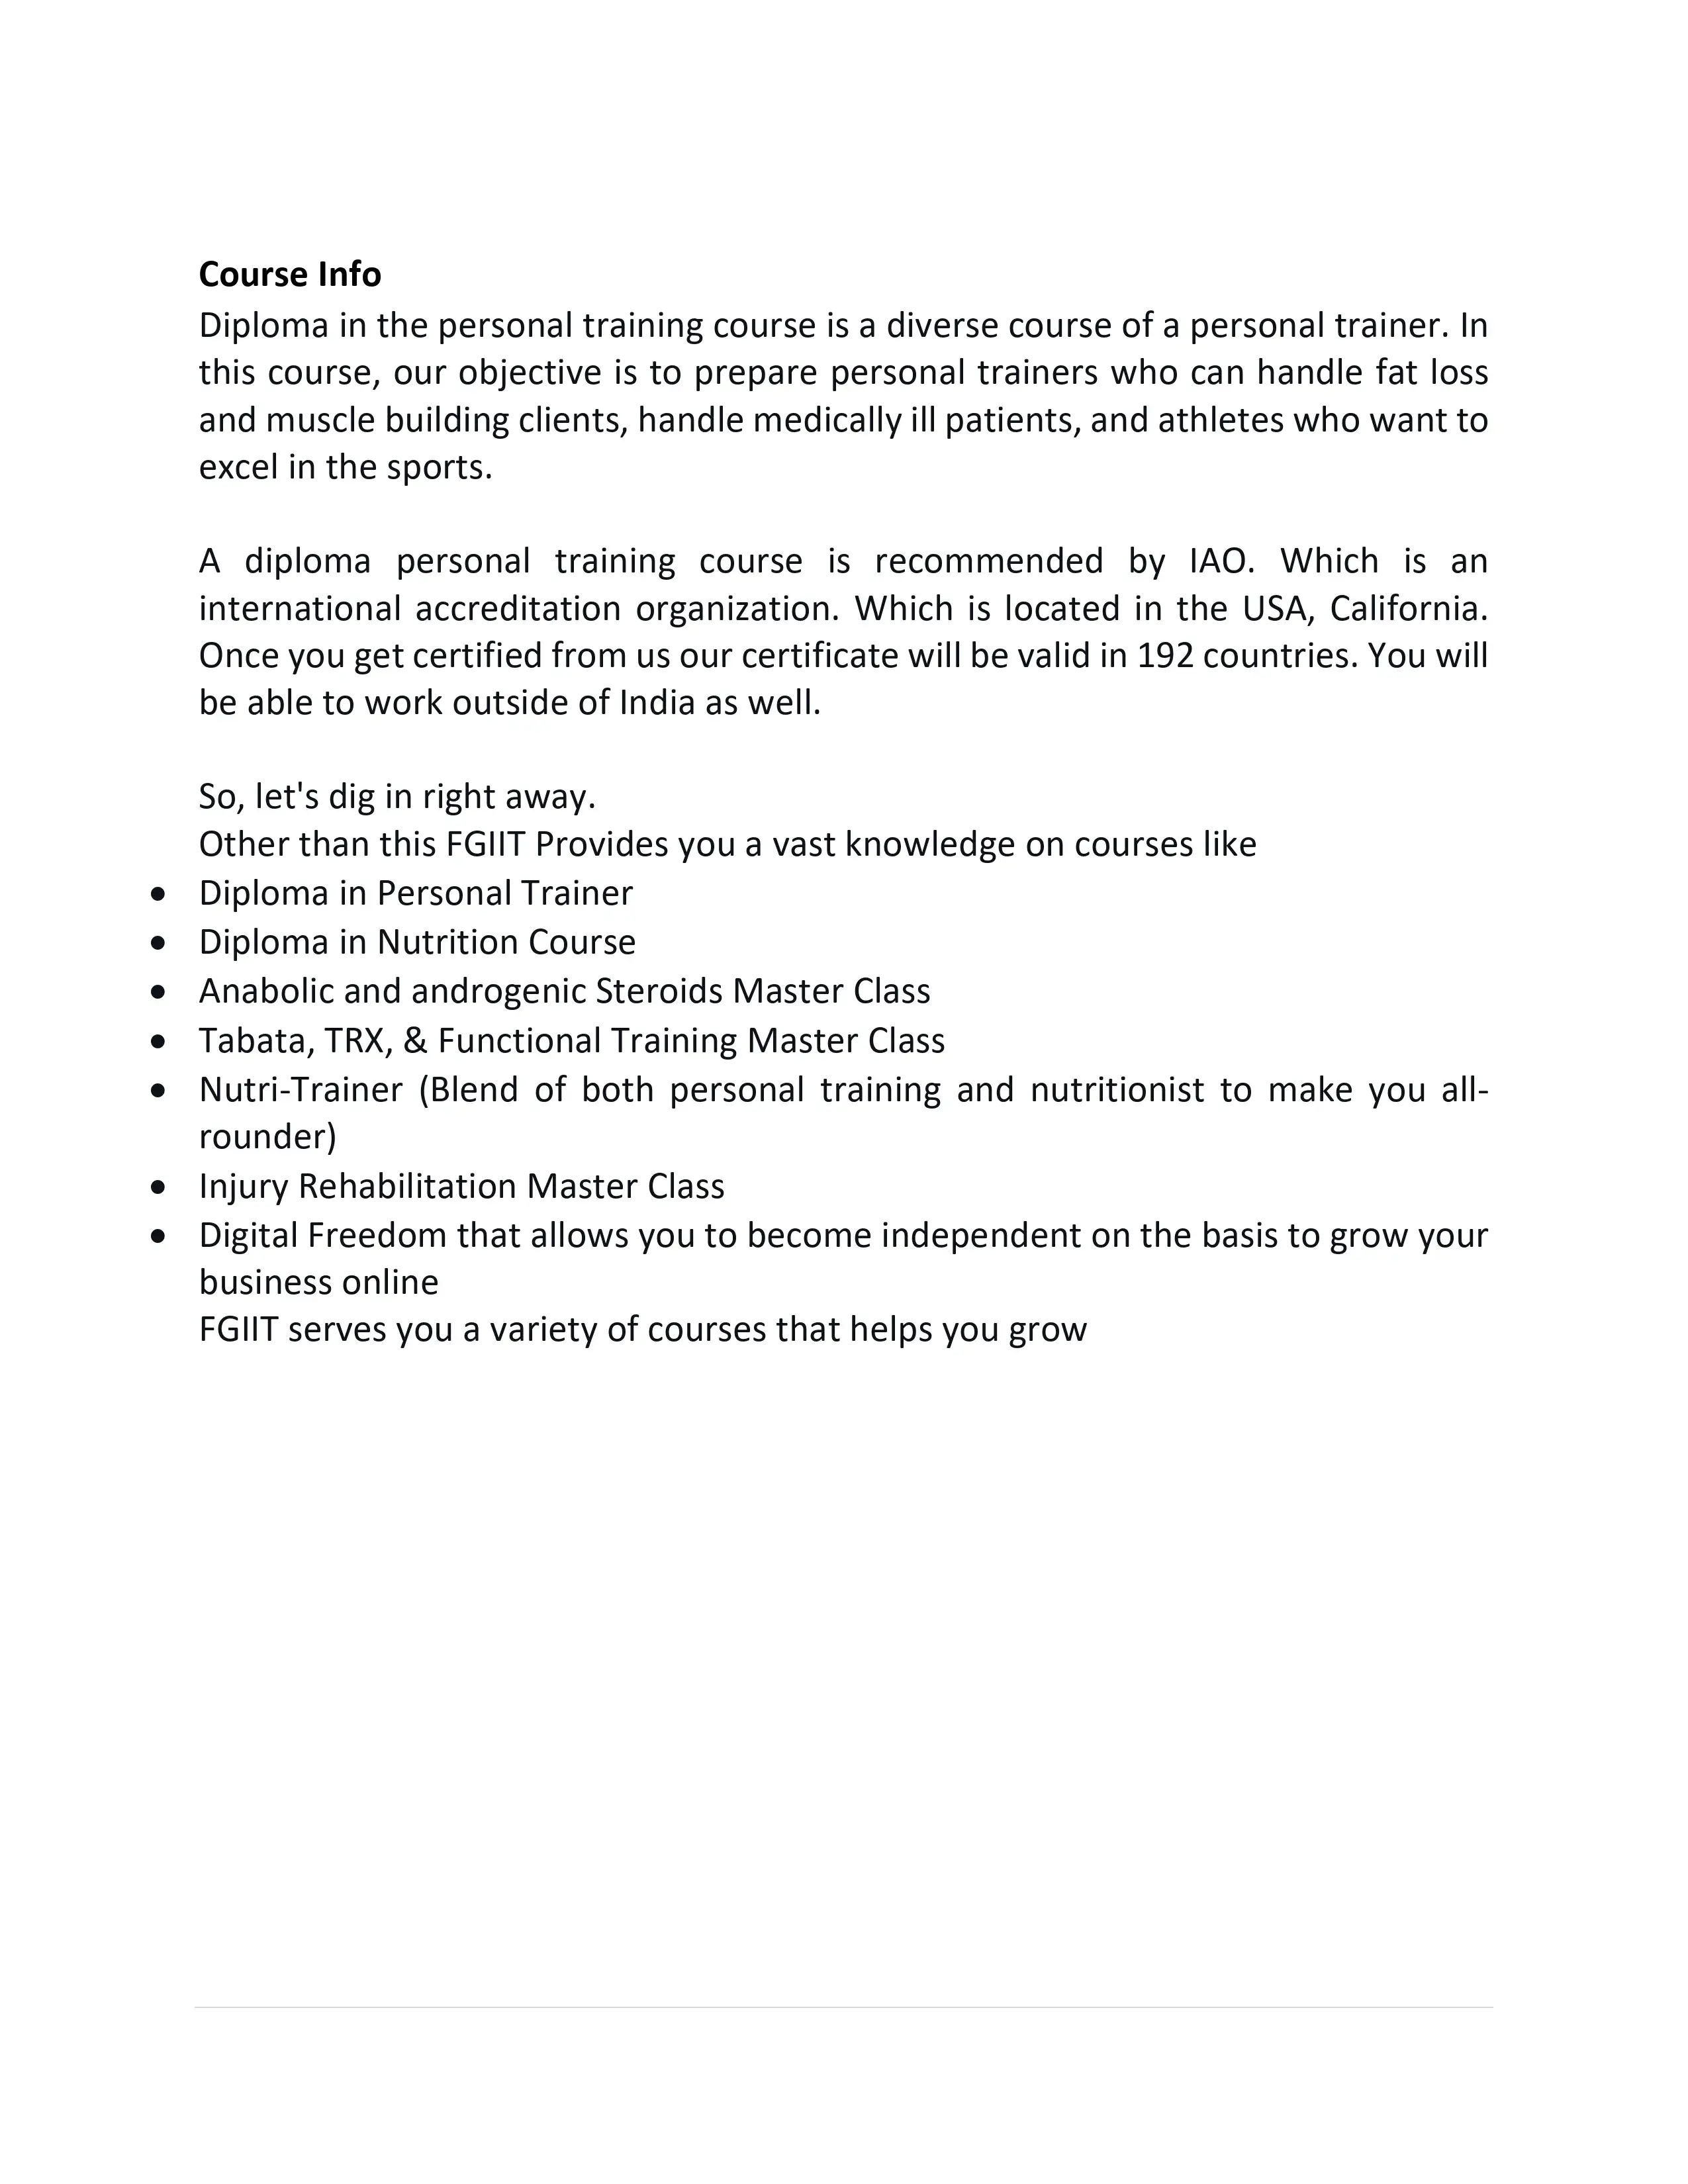 Course Info
Diploma in the personal training course is a diverse course of a personal trainer. In
this course, our objective is to prepare personal trainers who can handle fat loss
and muscle building clients, handle medically ill patients, and athletes who want to
excel in the sports.
A diploma personal training course is recommended by IAO. Which is an
international accreditation organization. Which is located in the USA, California.
Once you get certified from us our certificate will be valid in 192 countries. You will
be able to work outside of India as well.
So, let's dig in right away.
Other than this FGIIT Provides you a vast knowledge on courses like
• Diploma in Personal Trainer
• Diploma in Nutrition Course
• Anabolic and androgenic Steroids Master Class
• Tabata, TRX, & Functional Training Master Class
• Nutri-Trainer (Blend of both personal training and nutritionist to make you all-
rounder)
• Injury Rehabilitation Master Class
• Digital Freedom that allows you to become independent on the basis to grow your
business online
FGIIT serves you a variety of courses that helps you grow